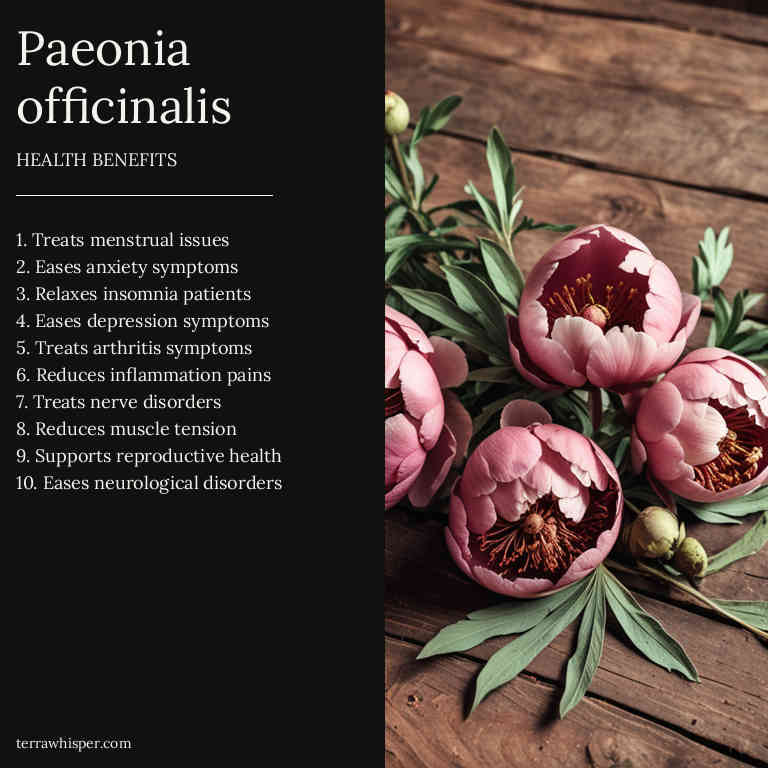 Paeonia
officinalis
HEALTH BENEFITS
1. Treats menstrual issues
2. Eases anxiety symptoms
3. Relaxes insomnia patients
4. Eases depression symptoms
5. Treats arthritis symptoms
6. Reduces inflammation pains
7. Treats nerve disorders
8. Reduces muscle tension
9. Supports reproductive health
10. Eases neurological disorders
terrawhisper.com